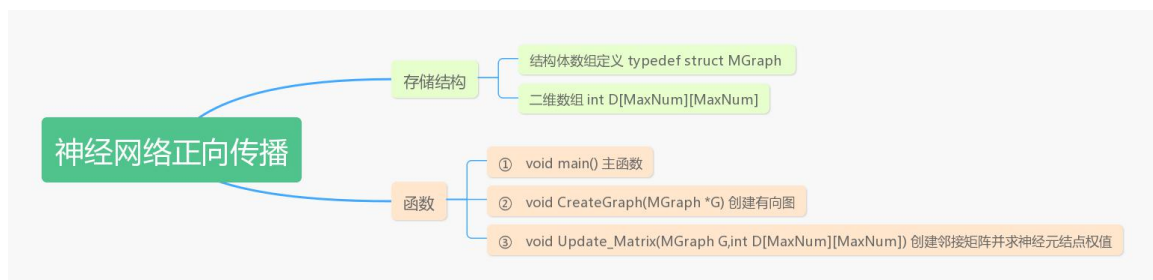 神经网络正向传播
存储结构
结构体数组定义 typedef struct MGraph
二维数组 int D[MaxNum][MaxNum]
函数
① void main() 主函数
② void CreateGraph(MGraph *G) 创建有向图
③ void Update_Matrix(MGraph G,int D[MaxNum][MaxNum]) 创建邻接矩阵并求神经元结点权值